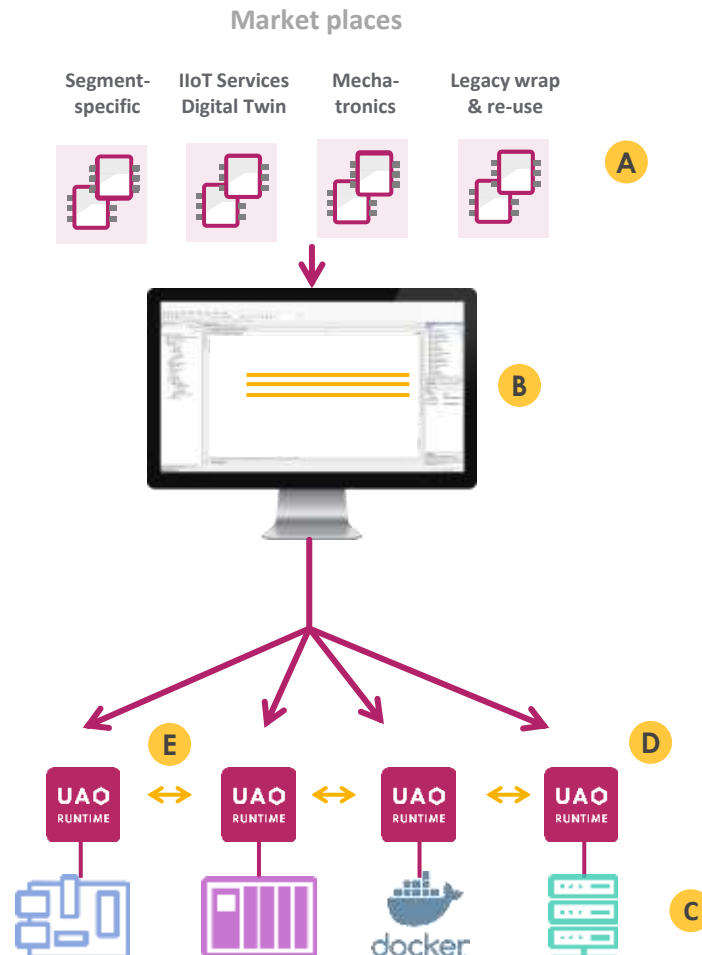 Market places
Segment-
specific
IIoT Services
Digital Twin
Mecha-
tronics
Legacy wrap
& re-use
A
B
E
D
UAO
RUNTIME
UAO
RUNTIME
UAO
RUNTIME
UAO
RUNTIME
C
docker